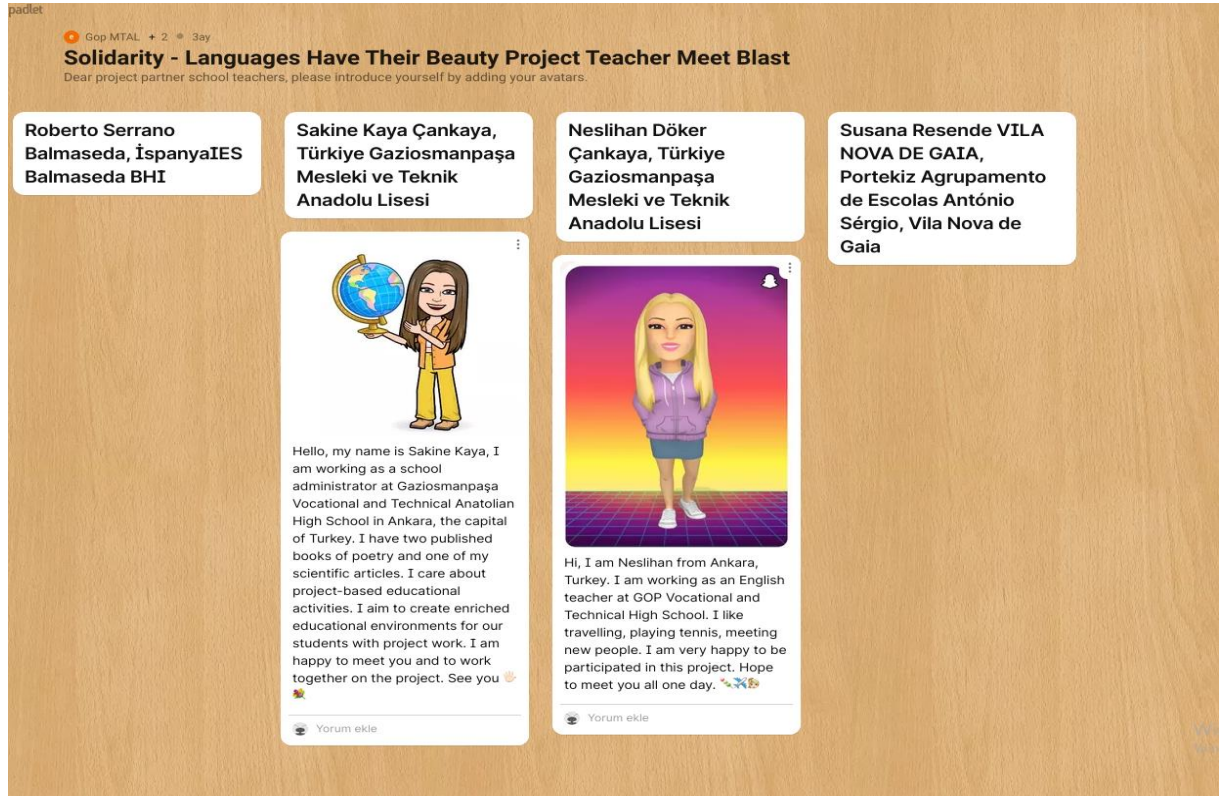 padlet
Gop MTAL + 2 3ay
Solidarity - Languages Have Their Beauty Project Teacher Meet Blast
Dear project partner school teachers, please introduce yourself by adding your avatars.
Roberto Serrano
Balmaseda, İspanyaIES
Balmaseda BHI
Sakine Kaya Çankaya,
Türkiye Gaziosmanpaşa
Mesleki ve Teknik
Anadolu Lisesi
Hello, my name is Sakine Kaya, I
am working as a school
administrator at Gaziosmanpaşa
Vocational and Technical Anatolian
High School in Ankara, the capital
of Turkey. I have two published
books of poetry and one of my
scientific articles. I care about
project-based educational
activities. I aim to create enriched
educational environments for our
students with project work. I am
happy to meet you and to work
together on the project. See you 🖐🏻
💐
Yorum ekle
Neslihan Döker
Çankaya, Türkiye
Gaziosmanpaşa
Mesleki ve Teknik
Anadolu Lisesi
Hi, I am Neslihan from Ankara,
Turkey. I am working as an English
teacher at GOP Vocational and
Technical High School. I like
travelling, playing tennis, meeting
new people. I am very happy to be
participated in this project. Hope
to meet you all one day.
Yorum ekle
Susana Resende VILA
NOVA DE GAIA,
Portekiz Agrupamento
de Escolas António
Sérgio, Vila Nova de
Gaia